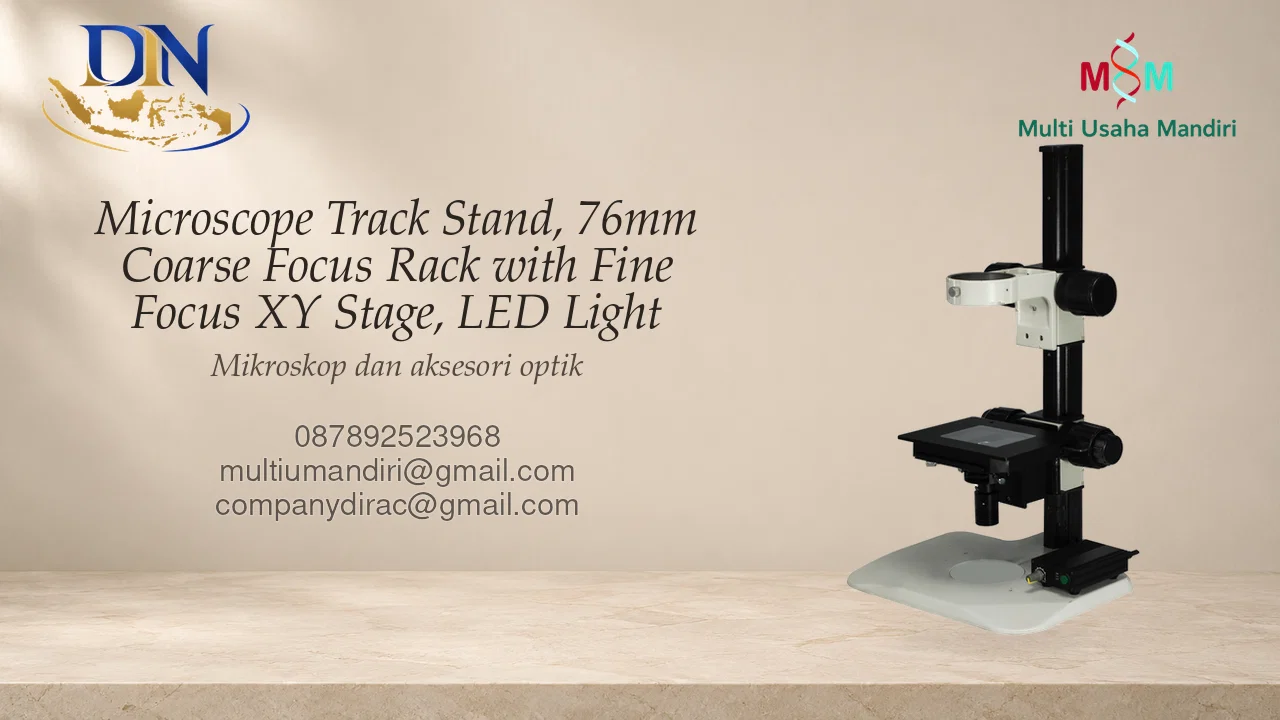 DN
M M
Multi Usaha Mandiri
Microscope Track Stand, 76mm
Coarse Focus Rack with Fine
Focus XY Stage, LED Light
Mikroskop dan aksesori optik
087892523968
multiumandiri@gmail.com
companydirac@gmail.com